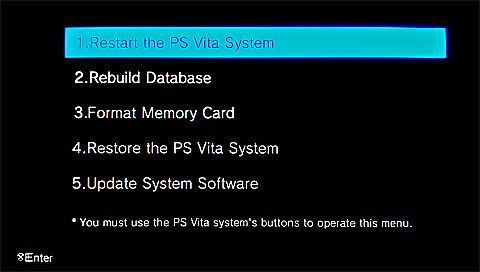 1.Restart the PS Vita System
2.Rebuild Database
3.Format Memory Card
4.Restore the PS Vita System
5.Update System Software
* You must use the PS Vita system's buttons to operate this menu.
Enter